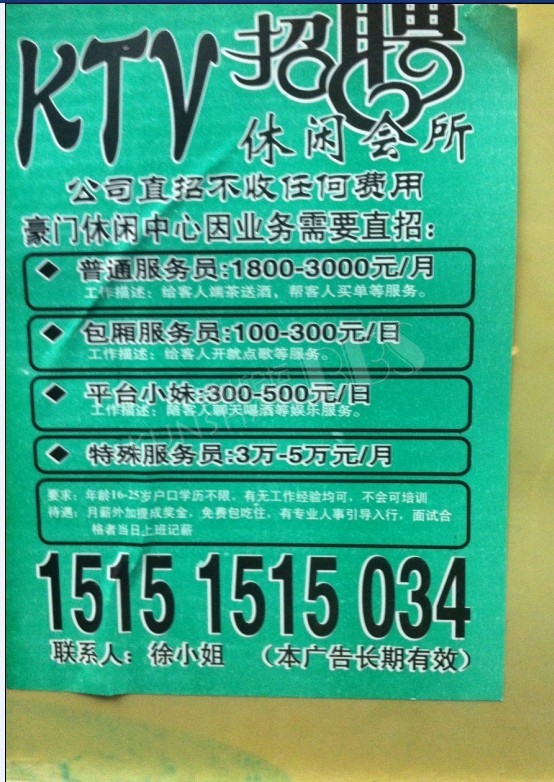 KTV招聘
休闲会所
公司直招不收任何费用
豪门休闲中心因业务需要直招：
◆ 普通服务员:1800-3000元/月
工作描述：给客人端茶送酒，帮客人买单等服务。
◆ 包厢服务员:100-300元/日
工作描述：给客人开就点歌等服务。
◆ 平台小妹:300-500元/日
工作描述：陪客人聊天喝酒等娱乐服务。
◆ 特殊服务员:3万-5万元/月
要求：年龄16-25岁户口学历不限，有无工作经验均可，不会可培训
待遇：月薪外加提成奖金，免费包吃住，有专业人事引导入行，面试合
格者当日上班记薪
1515 1515 034
联系人：徐小姐 （本广告长期有效）